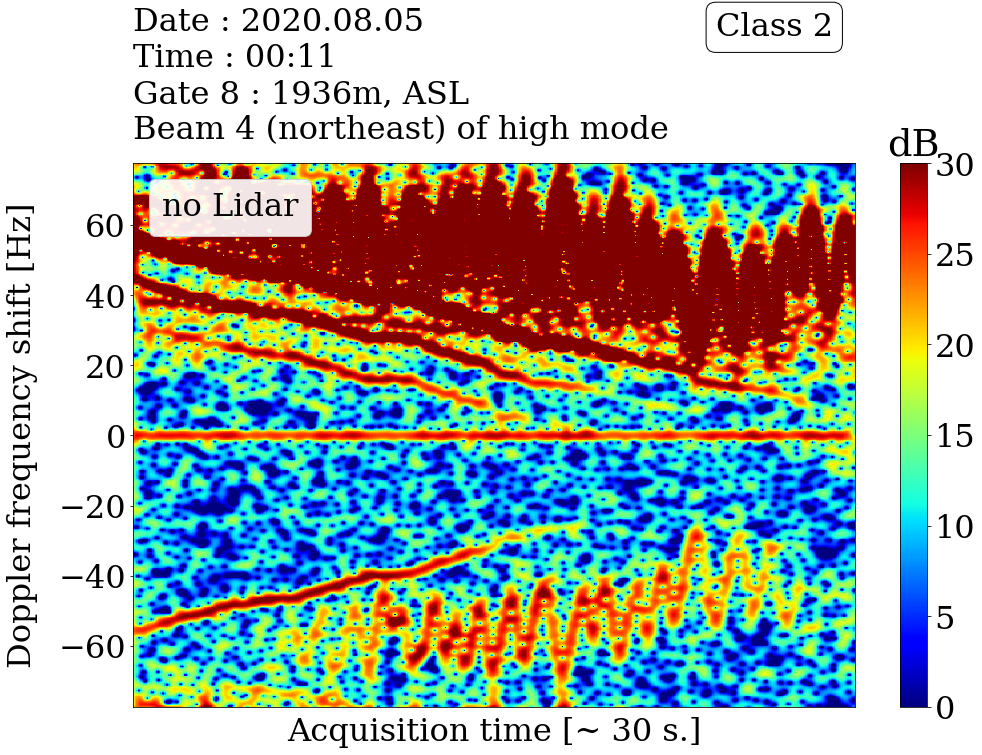 Date : 2020.08.05
Time : 00:11
Gate 8 : 1936m, ASL
Beam 4 (northeast) of high mode
Class 2
dB
no Lidar
Doppler frequency shift [Hz]
60
40
20
0
−20
−40
−60
30
25
20
15
10
5
0
Acquisition time [~ 30 s.]